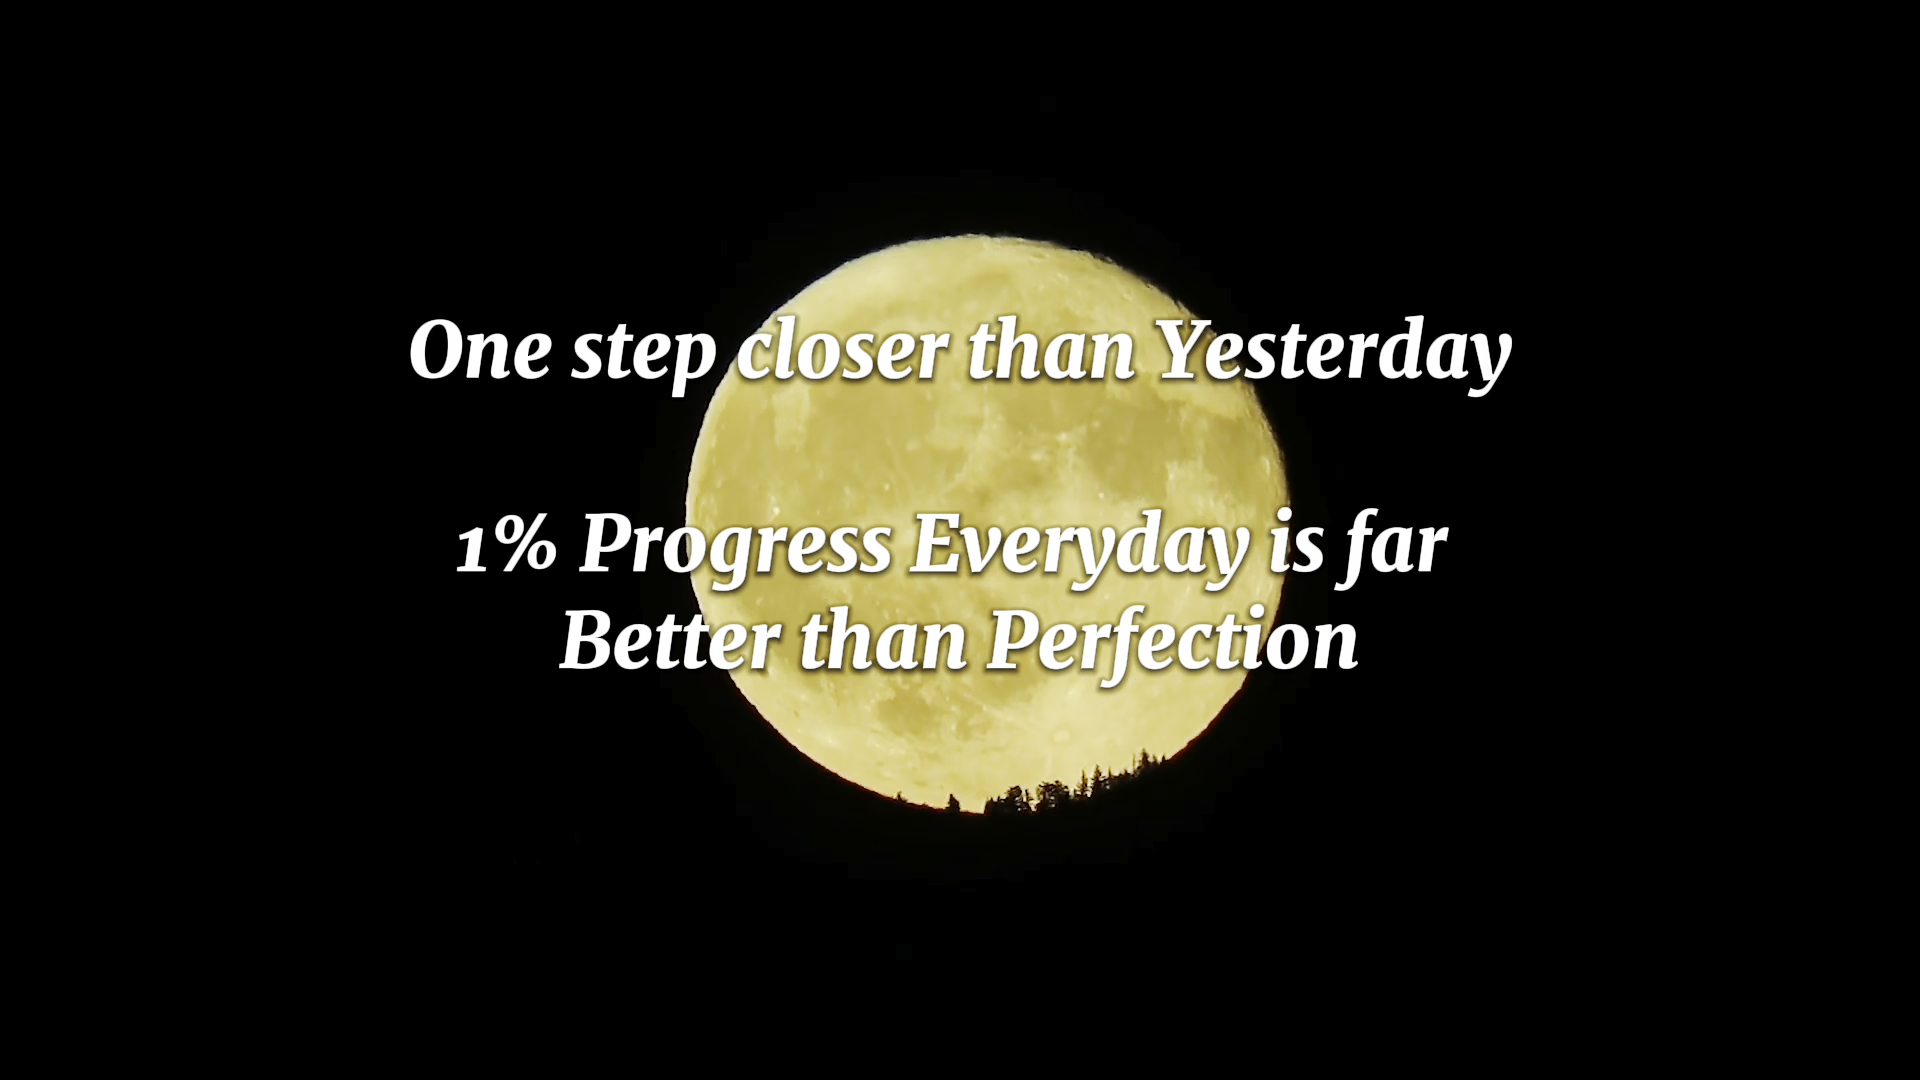 One step closer than Yesterday
1% Progress Everyday is far
Better than Perfection